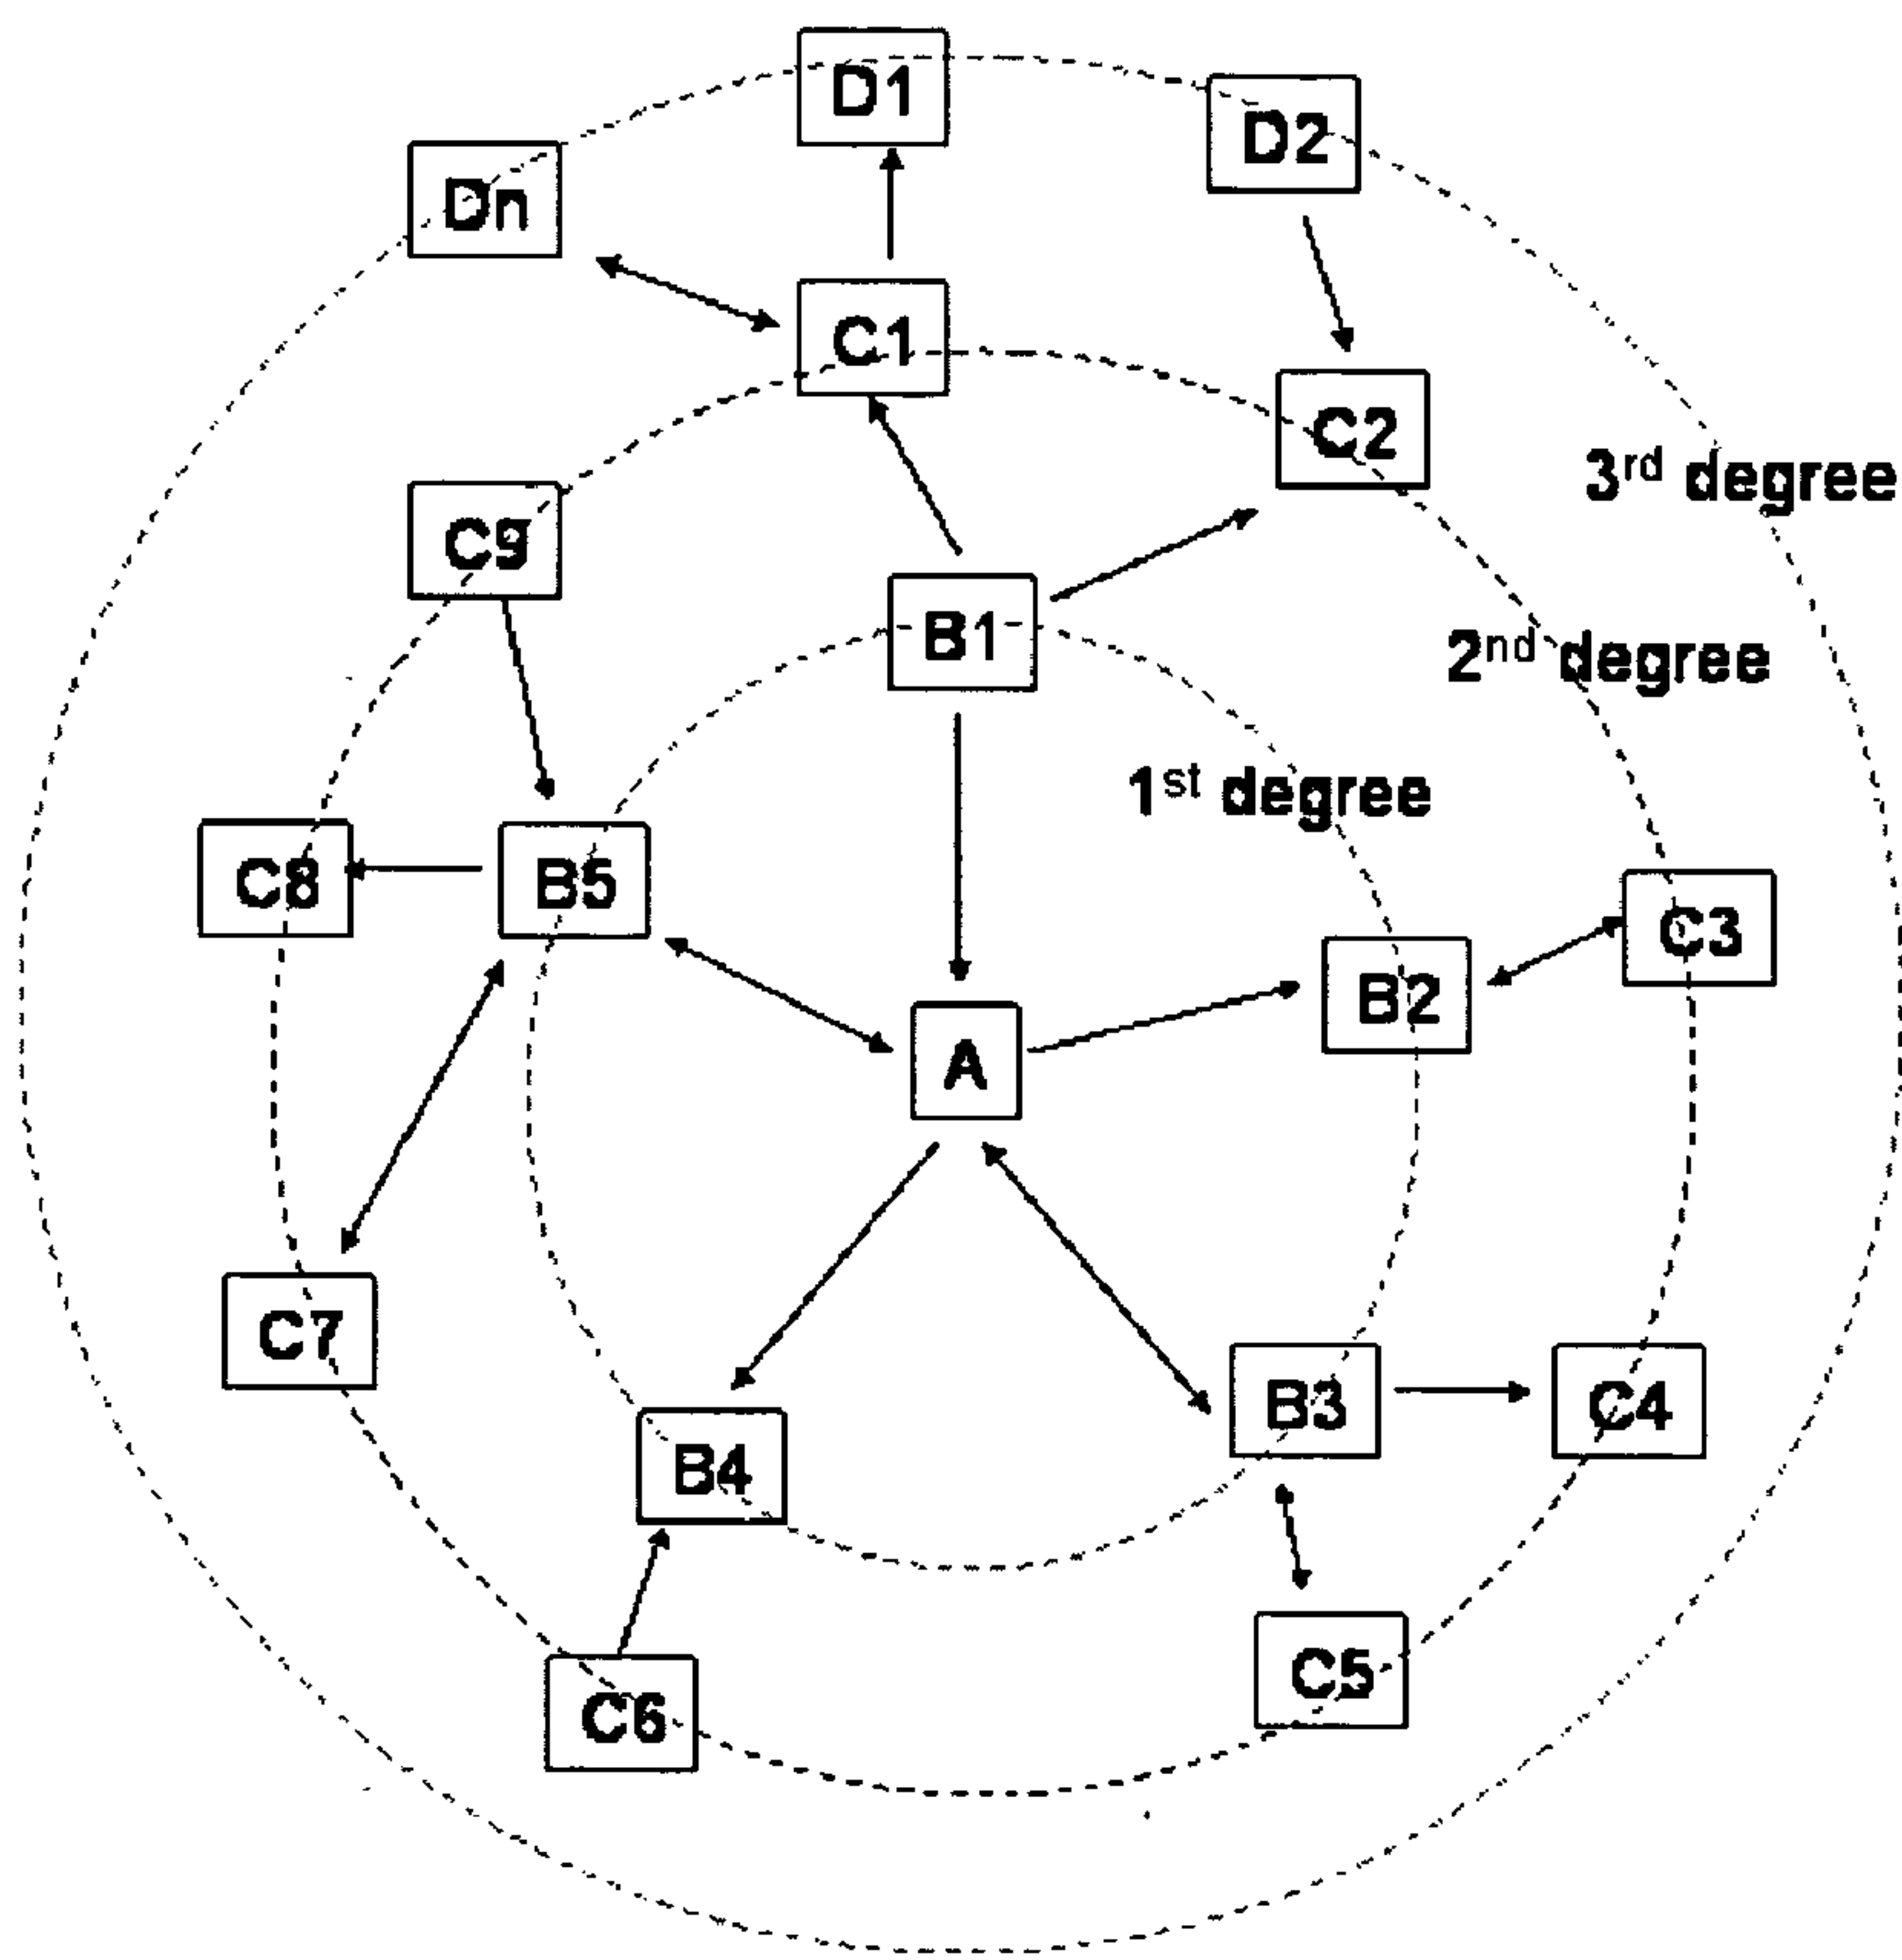 D1
D2
Dn
C1
C2
3rd degree
C9
B1
2nd degree
1st degree
C8
B5
C3
B2
A
C7
B3
C4
B4
C5
C6